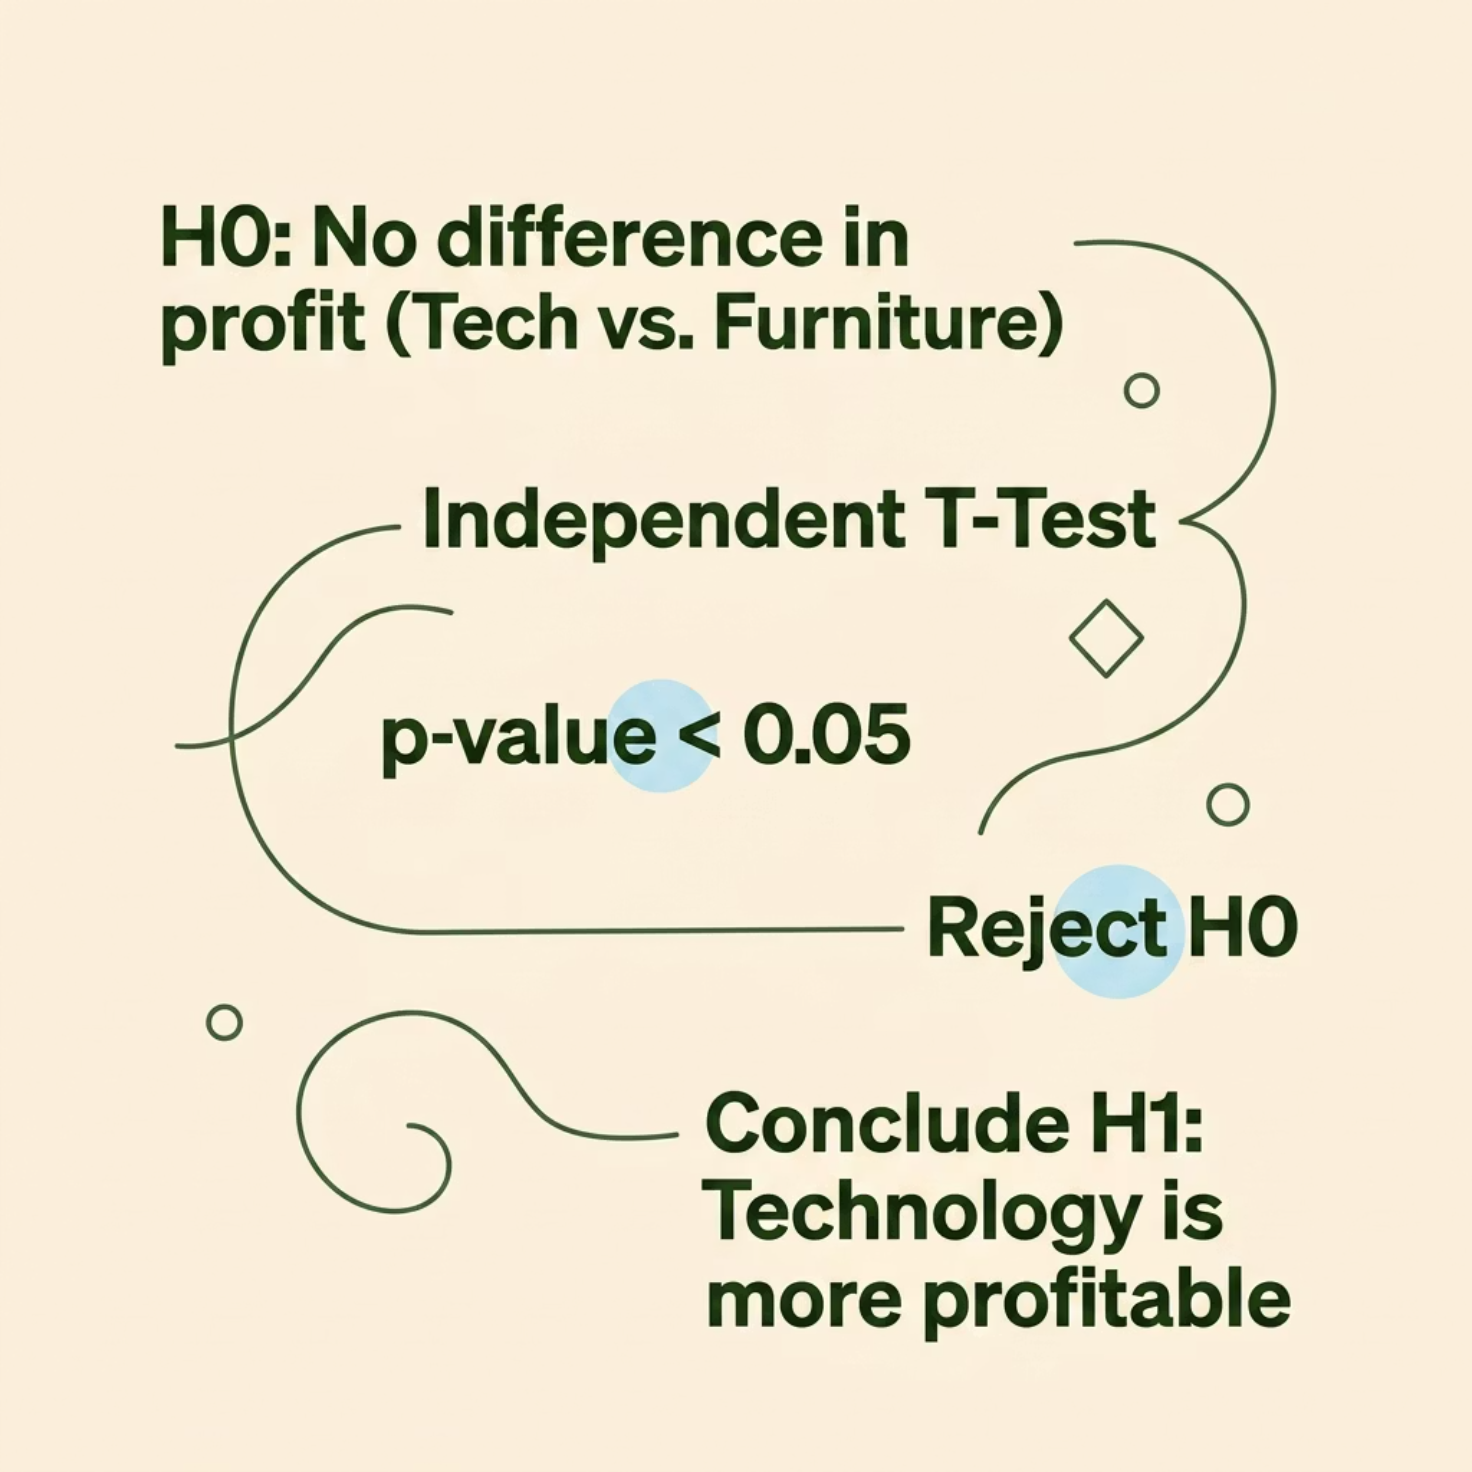 H0: No difference in
profit (Tech vs. Furniture)
Independent T-Test
p-value < 0.05
Reject H0
Conclude H1:
Technology is
more profitable